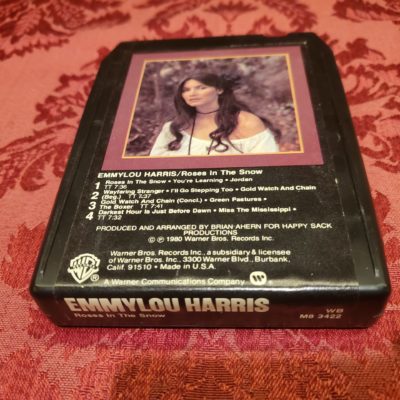 EMMYLOU HARRIS/Roses In The Snow
1 Roses In The Snow • You're Learning • Jordan
TT 7:36
2 Wayfaring Stranger • I'll Go Stepping Too • Gold Watch And Chain
(Beg.) TT 7:37
3 Gold Watch And Chain (Concl.) • Green Pastures •
The Boxer TT 7:41
4 Darkest Hour Is Just Before Dawn • Miss The Mississippi •
TT 7:32
PRODUCED AND ARRANGED BY BRIAN AHERN FOR HAPPY SACK
PRODUCTIONS
© ℗ 1980 Warner Bros. Records Inc.
Warner Bros. Records Inc., a subsidiary & licensee
of Warner Bros. Inc., 3300 Warner Blvd., Burbank,
Calif. 91510 • Made in U.S.A.
A Warner Communications Company
EMMYLOU HARRIS
Roses In The Snow
WB
M8 3422